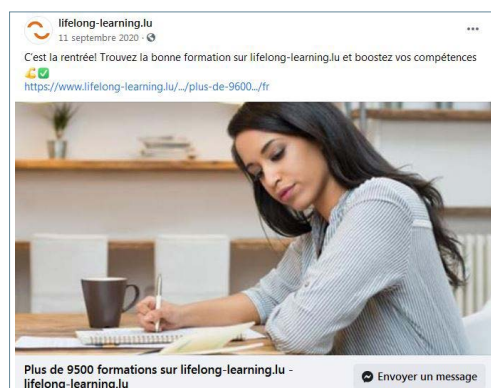 lifelong-learning.lu
11 septembre 2020 ·
C'est la rentrée! Trouvez la bonne formation sur lifelong-learning.lu et boostez vos compétences
https://www.lifelong-learning.lu/.../plus-de-9600.../fr
Plus de 9500 formations sur lifelong-learning.lu -
lifelong-learning.lu
Envoyer un message